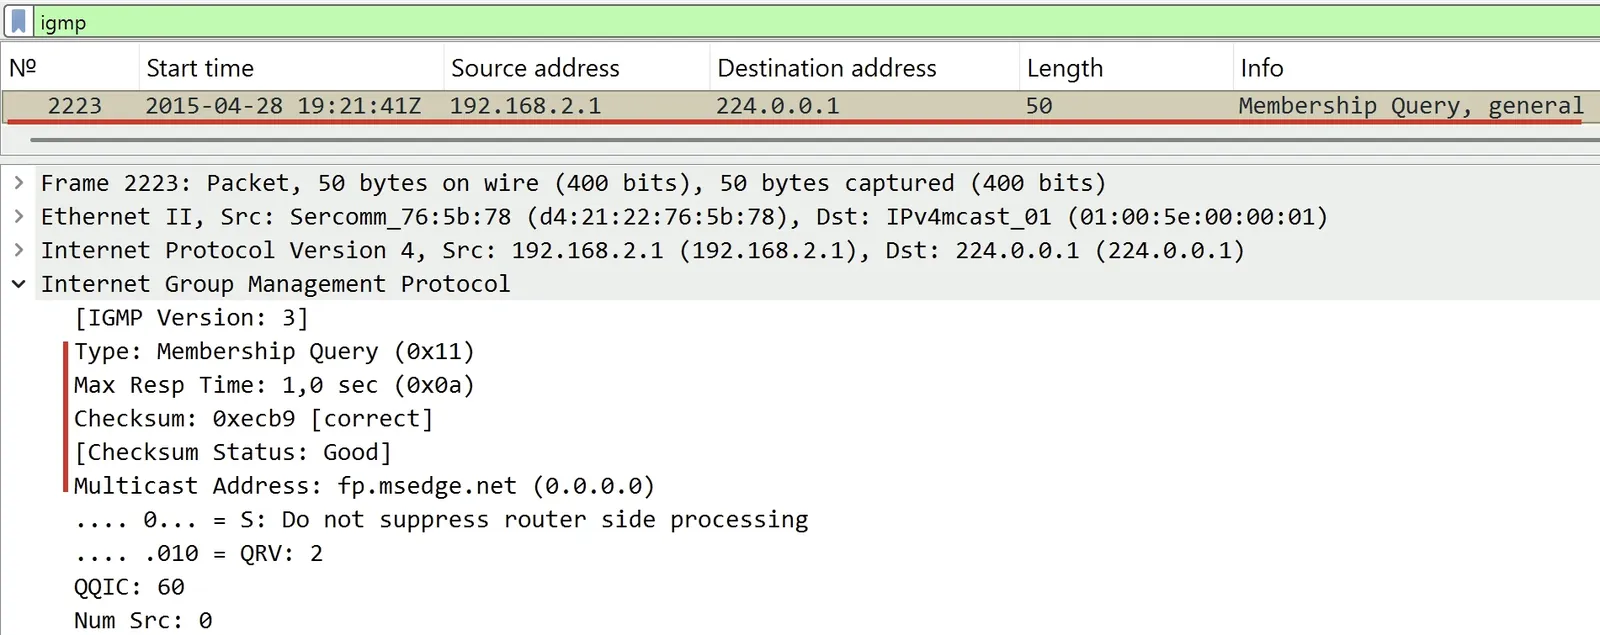 igmp
Nº Start time Source address Destination address Length Info
2223 2015-04-28 19:21:41Z 192.168.2.1 224.0.0.1 50 Membership Query, general
Frame 2223: Packet, 50 bytes on wire (400 bits), 50 bytes captured (400 bits)
Ethernet II, Src: Sercomm_76:5b:78 (d4:21:22:76:5b:78), Dst: IPv4mcast_01 (01:00:5e:00:00:01)
Internet Protocol Version 4, Src: 192.168.2.1 (192.168.2.1), Dst: 224.0.0.1 (224.0.0.1)
Internet Group Management Protocol
[IGMP Version: 3]
Type: Membership Query (0x11)
Max Resp Time: 1,0 sec (0x0a)
Checksum: 0xecb9 [correct]
[Checksum Status: Good]
Multicast Address: fp.msedge.net (0.0.0.0)
.... 0... = S: Do not suppress router side processing
.... .010 = QRV: 2
QQIC: 60
Num Src: 0